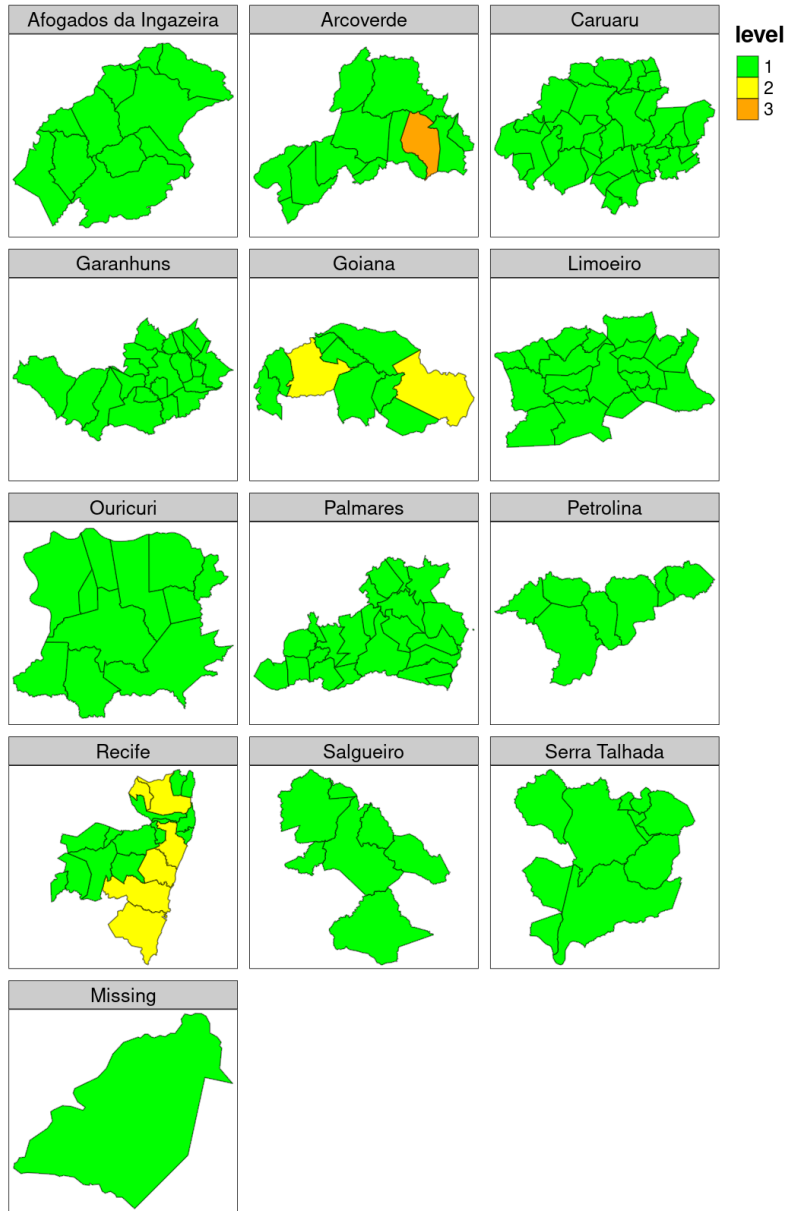 Afogados da Ingazeira
Arcoverde
Caruaru
level
1
2
3
Garanhuns
Goiana
Limoeiro
Ouricuri
Palmares
Petrolina
Recife
Salgueiro
Serra Talhada
Missing